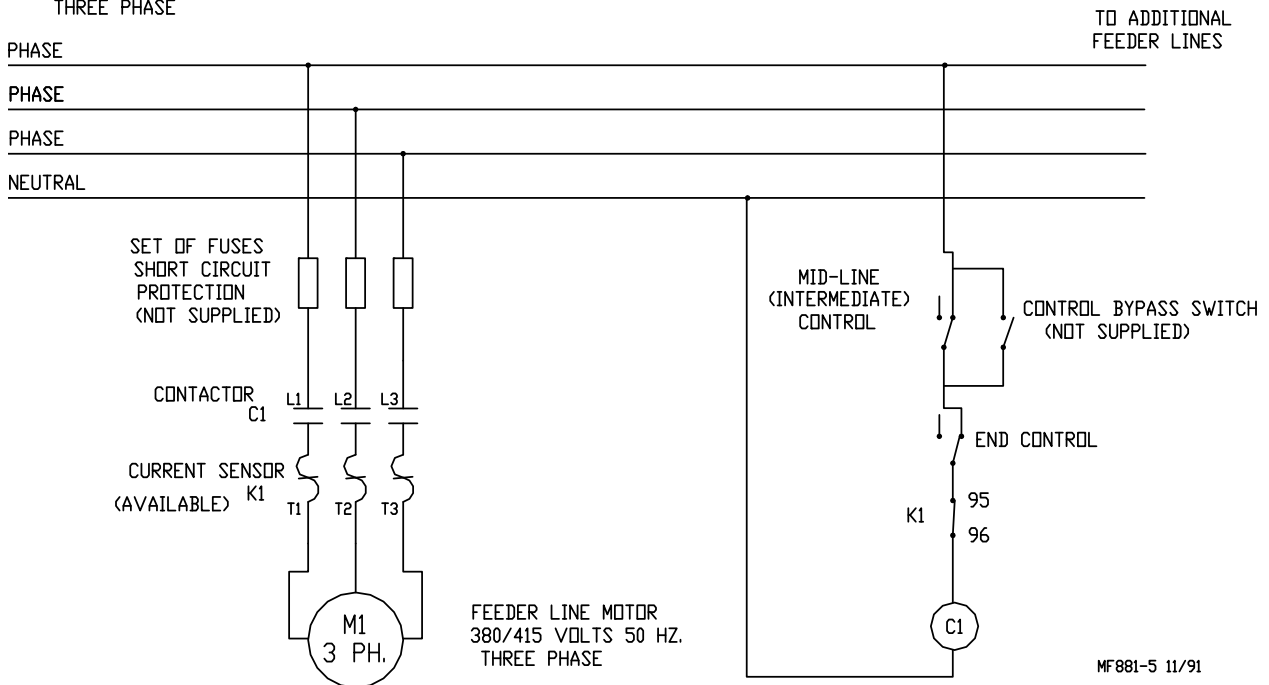 THREE PHASE
TO ADDITIONAL
FEEDER LINES
PHASE
PHASE
PHASE
NEUTRAL
SET OF FUSES
SHORT CIRCUIT
PROTECTION
(NOT SUPPLIED)
MID-LINE
(INTERMEDIATE)
CONTROL
CONTROL BYPASS SWITCH
(NOT SUPPLIED)
CONTACTOR
C1
L1
L2
L3
END CONTROL
CURRENT SENSOR
K1
(AVAILABLE)
T1
T2
T3
K1
95
96
M1
3 PH.
FEEDER LINE MOTOR
380/415 VOLTS 50 HZ.
THREE PHASE
C1
MF881-5 11/91